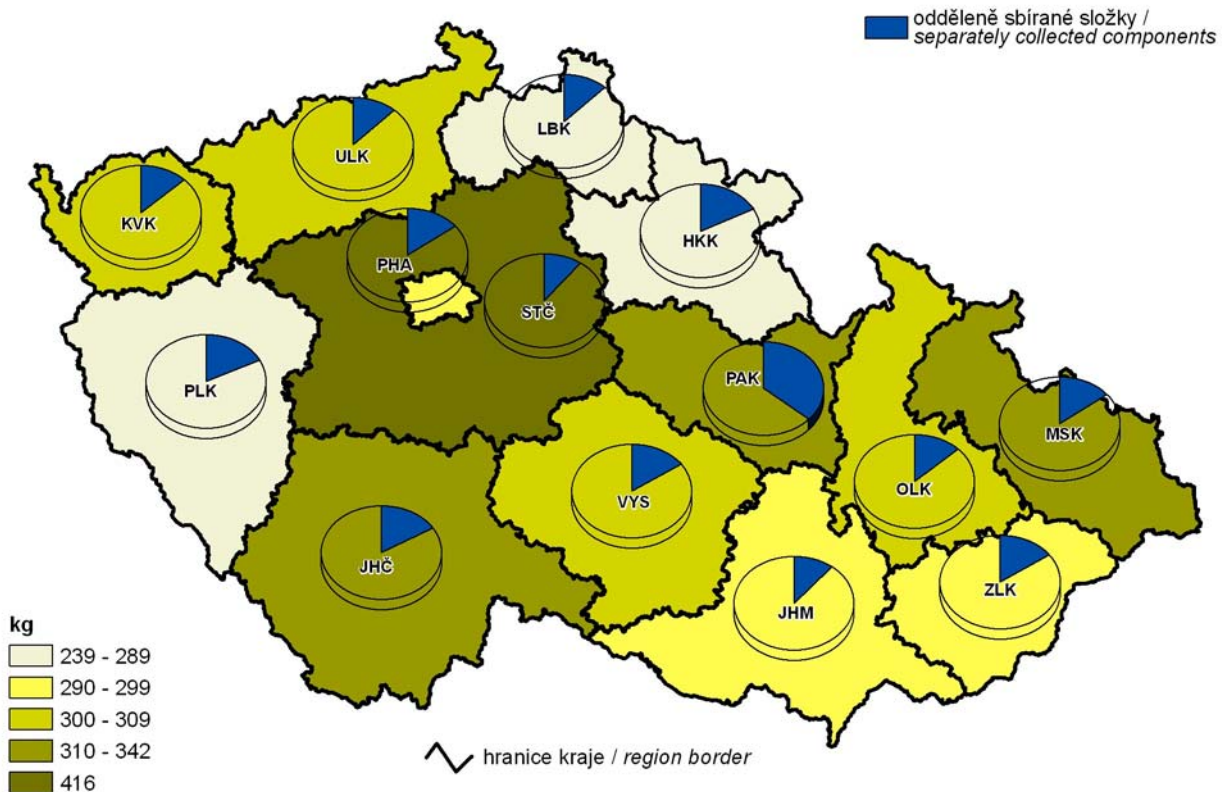 odděleně sbírané složky /
separately collected components
LBK
ULK
KVK
HKK
PHA
STČ
PLK
PAK
MSK
OLK
VYS
JHČ
ZLK
JHM
kg
239 - 289
290 - 299
300 - 309
310 - 342
416
hranice kraje / region border